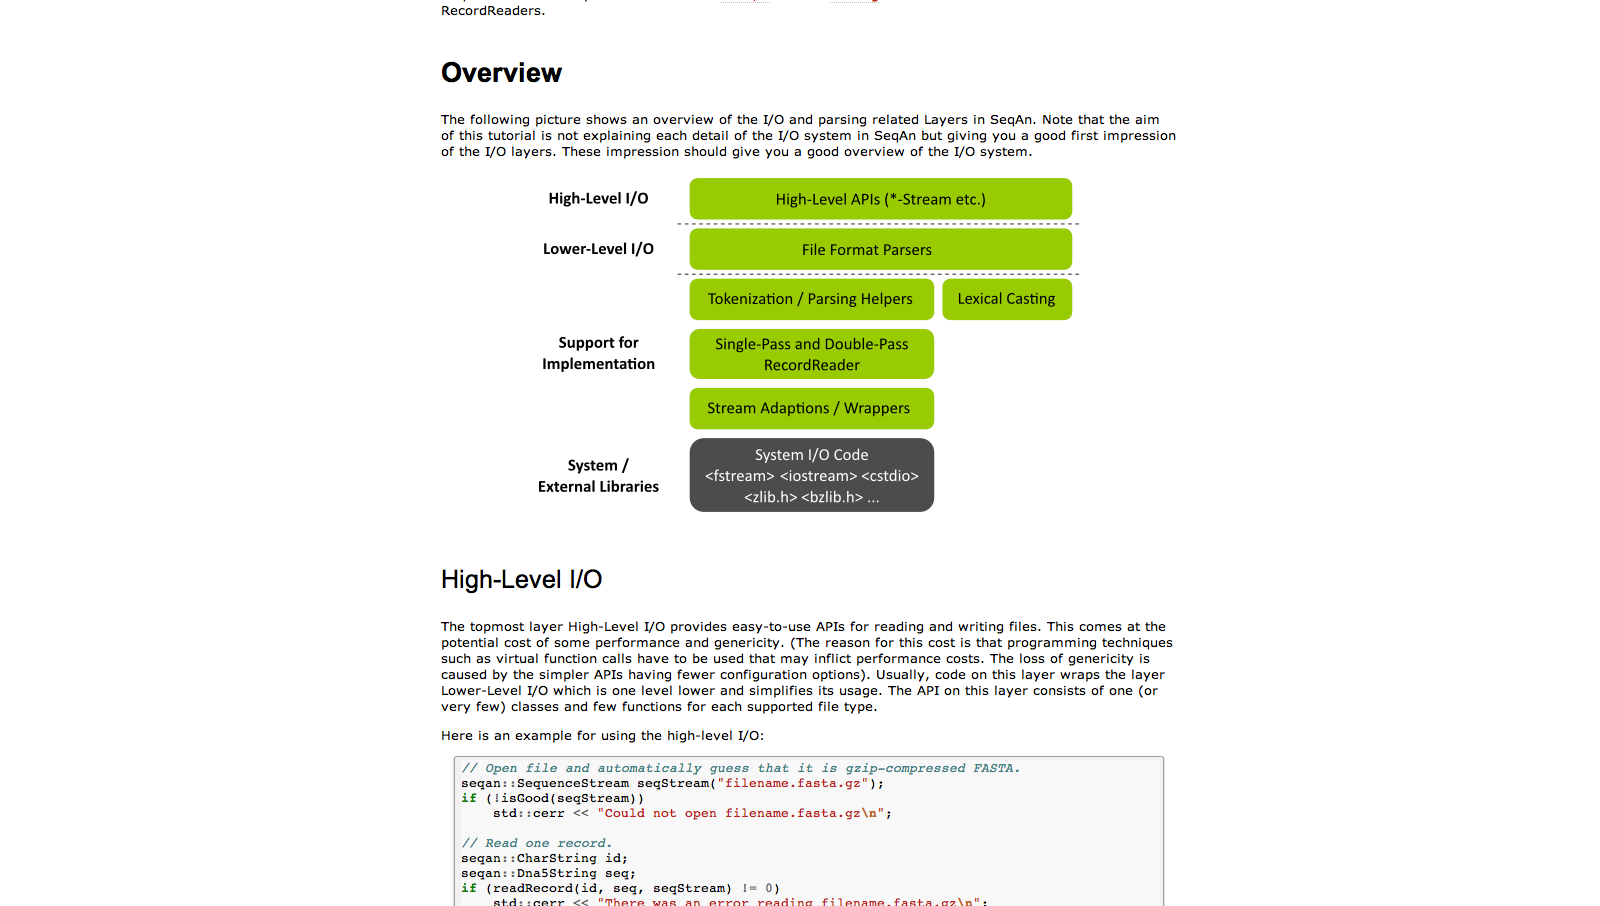 RecordReaders.
Overview
The following picture shows an overview of the I/O and parsing related Layers in SeqAn. Note that the aim
of this tutorial is not explaining each detail of the I/O system in SeqAn but giving you a good first impression
of the I/O layers. These impression should give you a good overview of the I/O system.
High-Level I/O
High-Level APIs (*-Stream etc.)
Lower-Level I/O
File Format Parsers
Tokenization / Parsing Helpers
Lexical Casting
Support for
Implementation
Single-Pass and Double-Pass
RecordReader
Stream Adaptions / Wrappers
System /
External Libraries
System I/O Code
<fstream> <iostream> <cstdio>
<zlib.h> <bzlib.h> ...
High-Level I/O
The topmost layer High-Level I/O provides easy-to-use APIs for reading and writing files. This comes at the
potential cost of some performance and genericity. (The reason for this cost is that programming techniques
such as virtual function calls have to be used that may inflict performance costs. The loss of genericity is
caused by the simpler APIs having fewer configuration options). Usually, code on this layer wraps the layer
Lower-Level I/O which is one level lower and simplifies its usage. The API on this layer consists of one (or
very few) classes and few functions for each supported file type.
Here is an example for using the high-level I/O:
// Open file and automatically guess that it is gzip-compressed FASTA.
seqan::SequenceStream seqStream("filename.fasta.gz");
if (!isGood(seqStream))
    std::cerr << "Could not open filename.fasta.gz\n";
// Read one record.
seqan::CharString id;
seqan::Dna5String seq;
if (readRecord(id, seq, seqStream) != 0)
    std::cerr << "There was an error reading filename.fasta.gz\n";